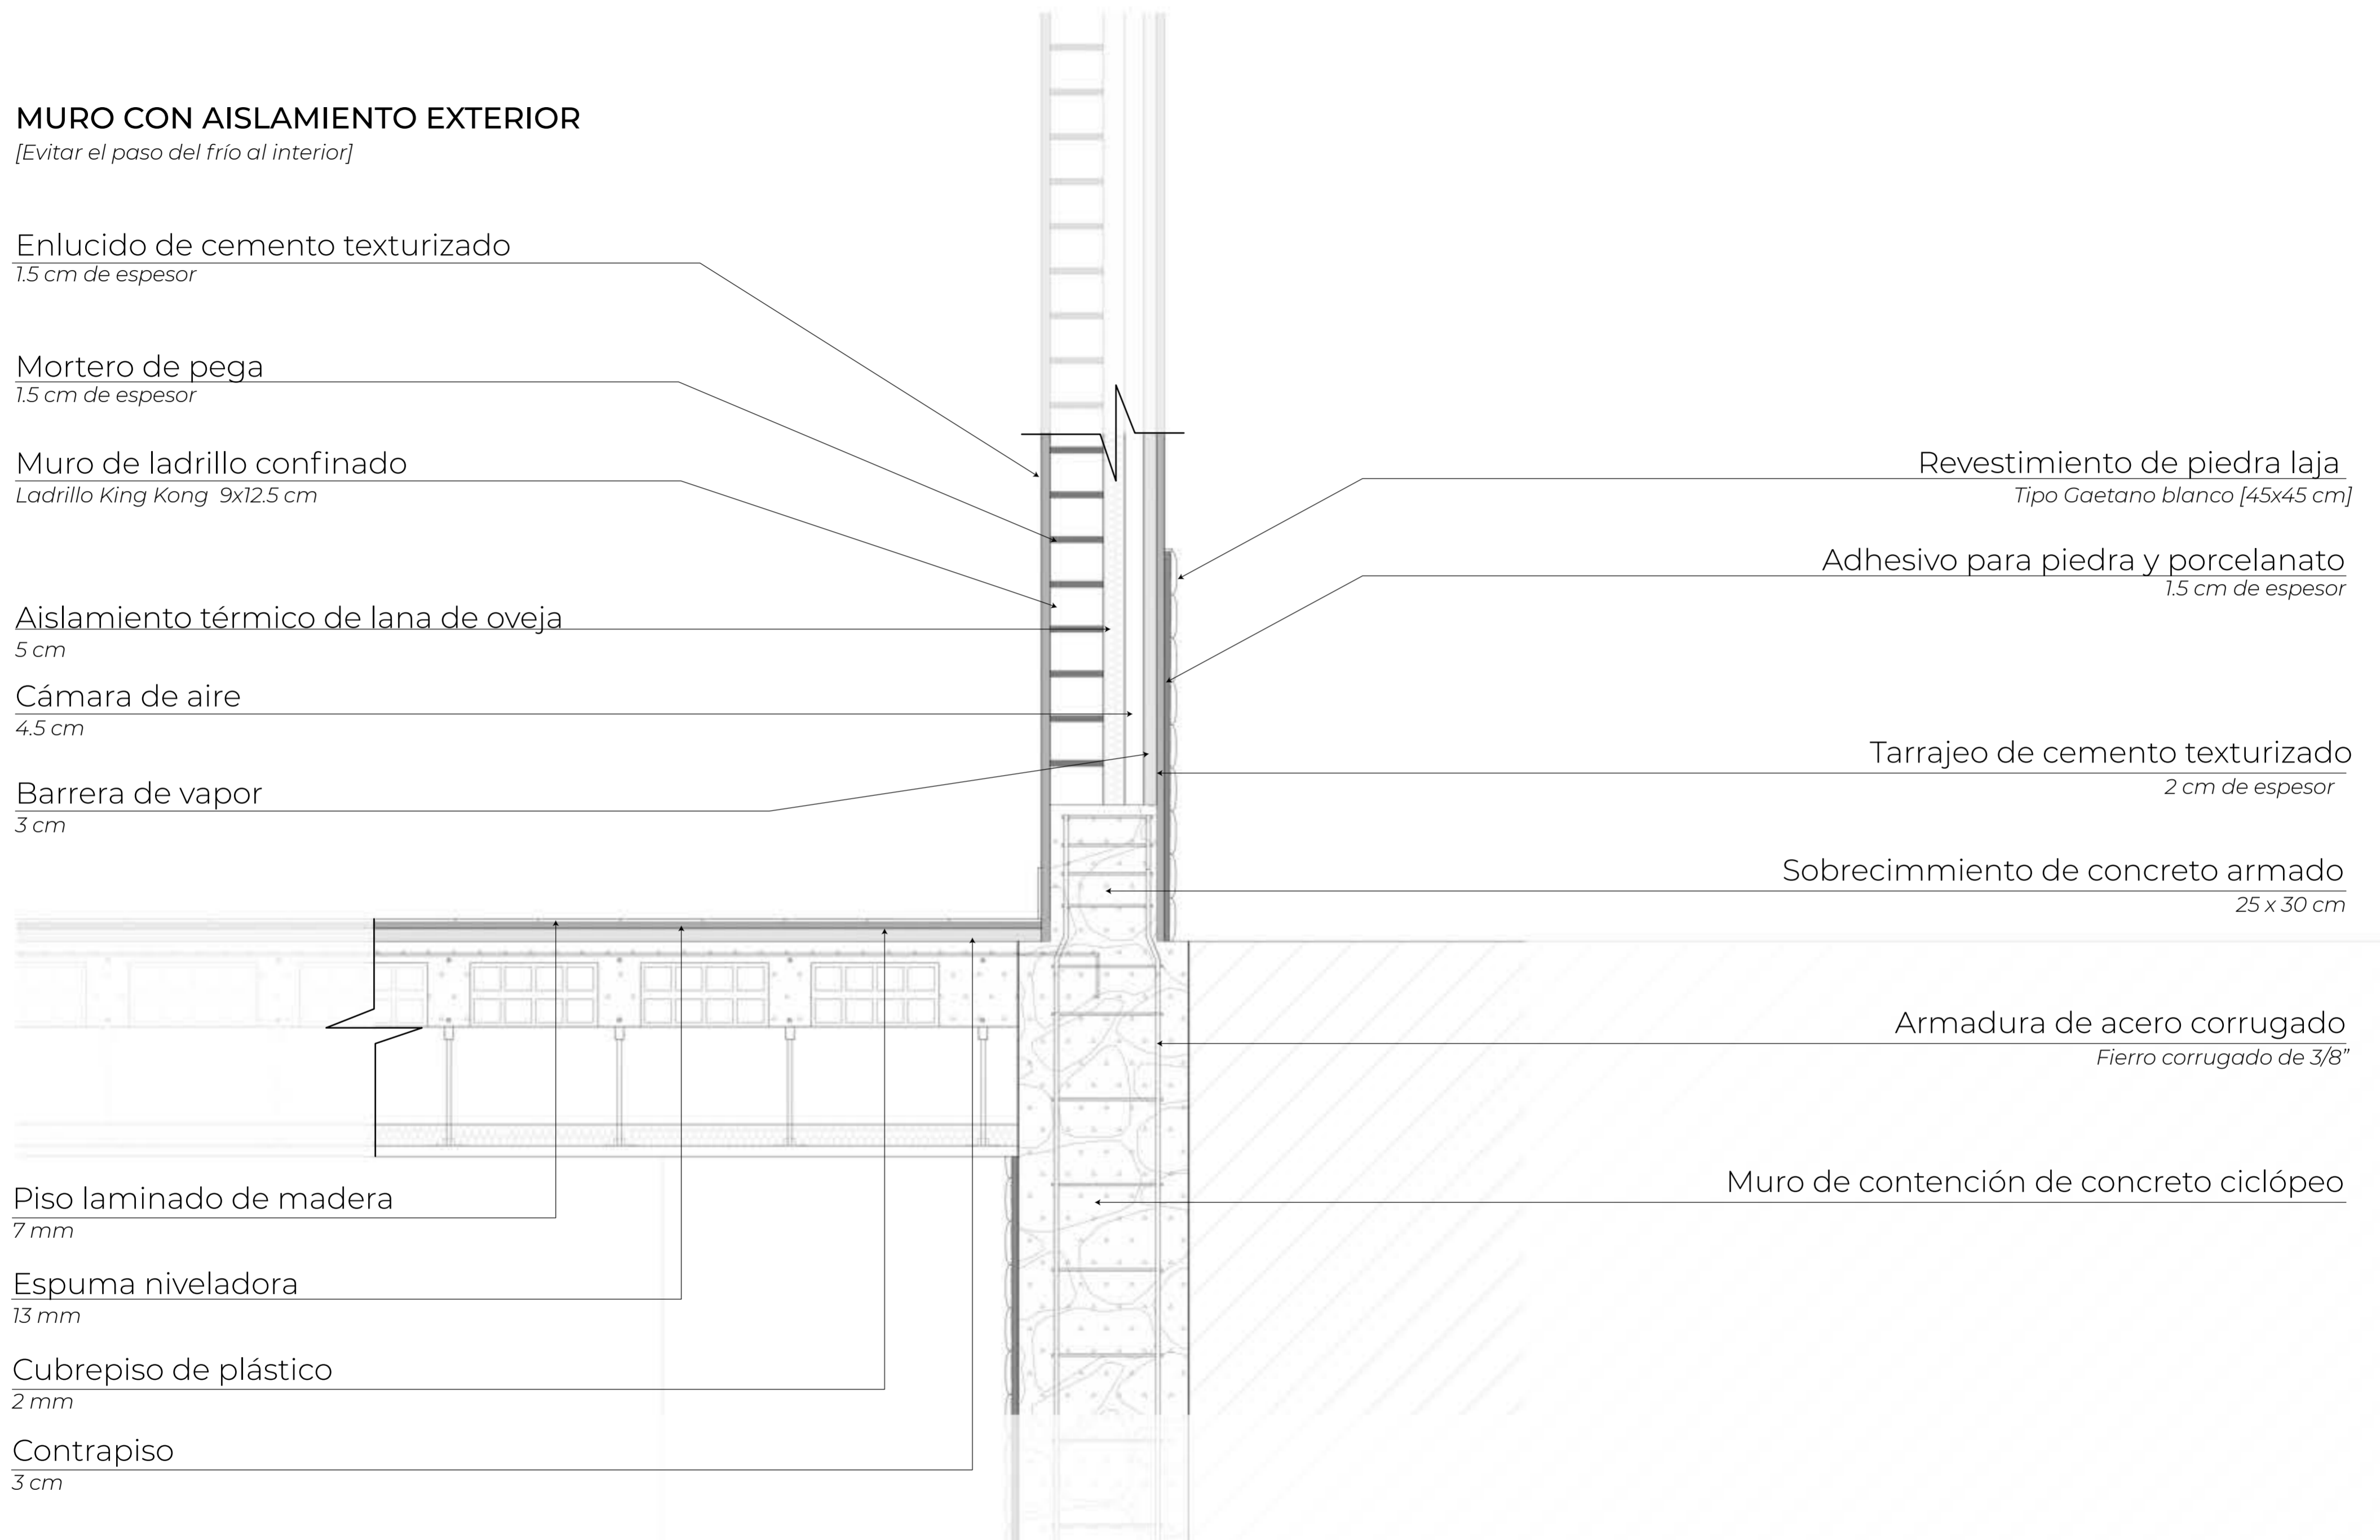 MURO CON AISLAMIENTO EXTERIOR
[Evitar el paso del frío al interior]
Enlucido de cemento texturizado
1.5 cm de espesor
Mortero de pega
1.5 cm de espesor
Muro de ladrillo confinado
Ladrillo King Kong 9x12.5 cm
Aislamiento térmico de lana de oveja
5 cm
Cámara de aire
4.5 cm
Barrera de vapor
3 cm
Piso laminado de madera
7 mm
Espuma niveladora
13 mm
Cubrepiso de plástico
2 mm
Contrapiso
3 cm
Revestimiento de piedra laja
Tipo Gaetano blanco [45x45 cm]
Adhesivo para piedra y porcelanato
1.5 cm de espesor
Tarrajeo de cemento texturizado
2 cm de espesor
Sobrecimmiento de concreto armado
25 x 30 cm
Armadura de acero corrugado
Fierro corrugado de 3/8”
Muro de contención de concreto ciclópeo